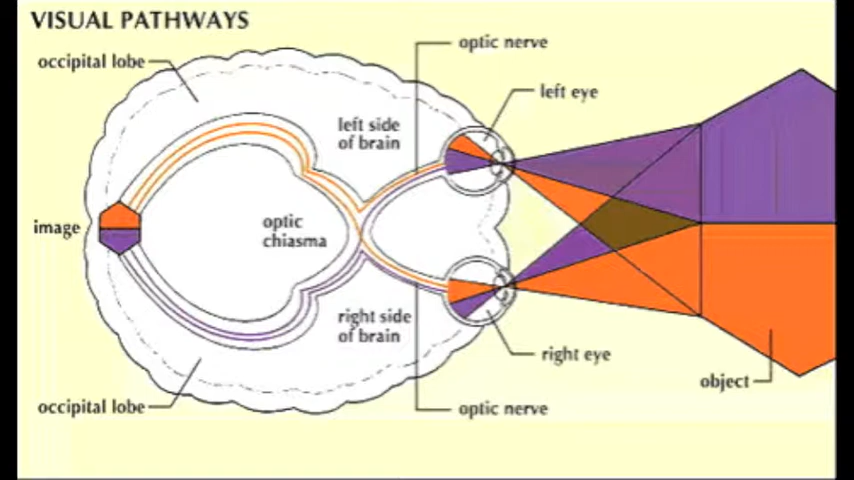 VISUAL PATHWAYS
occipital lobe
optic nerve
left eye
left side
of brain
image
optic
chiasma
right side
of brain
right eye
object
occipital lobe
optic nerve